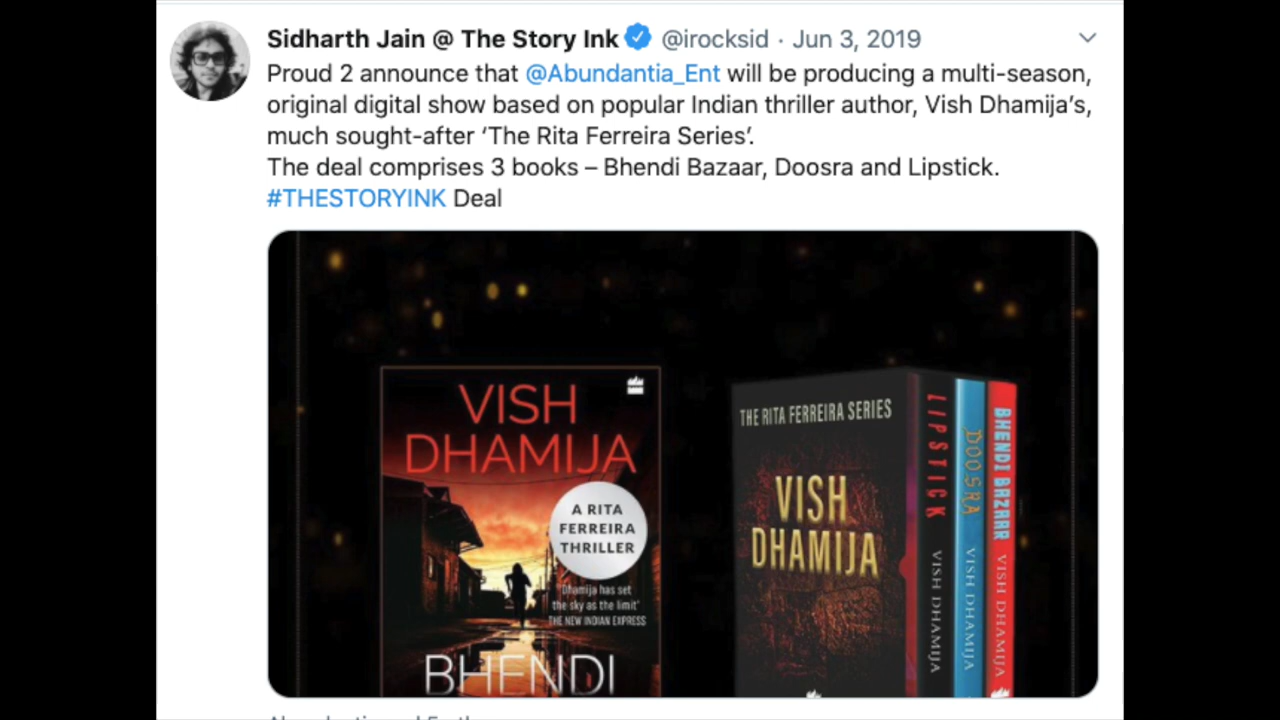 Sidharth Jain @ The Story Ink @irocksid · Jun 3, 2019
Proud 2 announce that @Abundantia_Ent will be producing a multi-season,
original digital show based on popular Indian thriller author, Vish Dhamija’s,
much sought-after ‘The Rita Ferreira Series’.
The deal comprises 3 books – Bhendi Bazaar, Doosra and Lipstick.
#THESTORYINK Deal
VISH
DHAMIJA
A RITA
FERREIRA
THRILLER
'Dhamija has set
the sky as the limit'
THE NEW INDIAN EXPRESS
BHENDI
THE RITA FERREIRA SERIES
VISH
DHAMIJA
LIPSTICK VISH DHAMIJA
DOOSRA VISH DHAMIJA
BHENDI BAZAAR VISH DHAMIJA